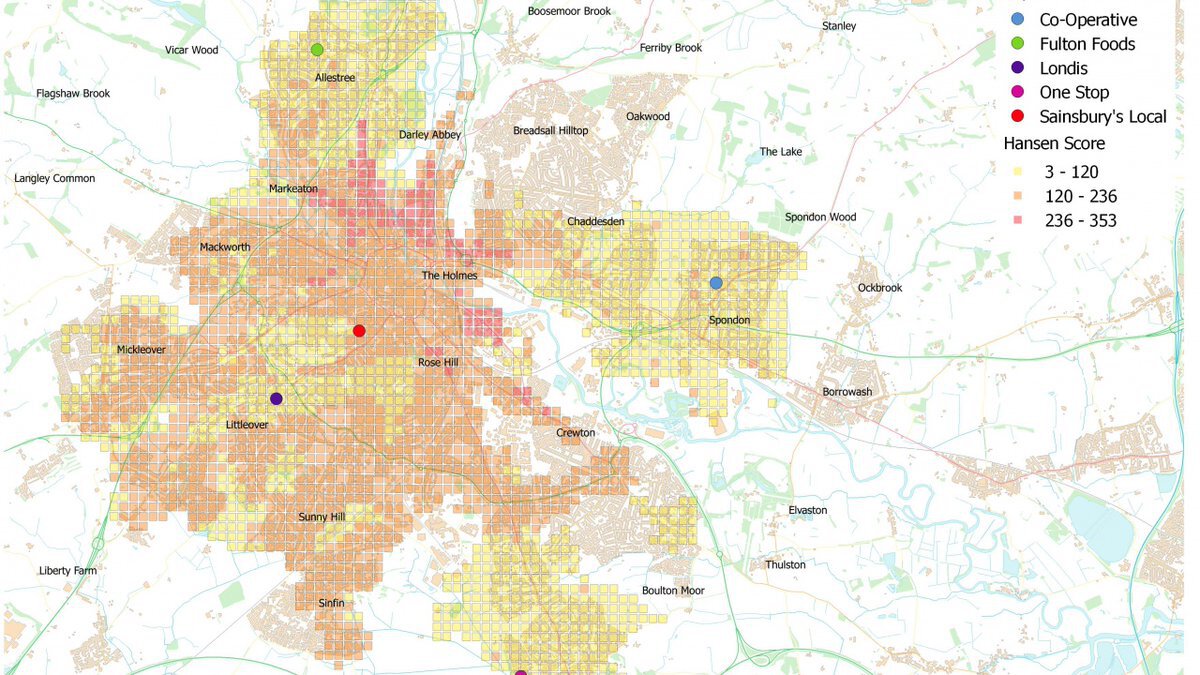 Boosemoor Brook
Stanley
Vicar Wood
Ferriby Brook
Allestree
Flagshaw Brook
Oakwood
Darley Abbey
Breadsall Hilltop
The Lake
Langley Common
Markeaton
Spondon Wood
Chaddesden
Mackworth
The Holmes
Ockbrook
Spondon
Mickleover
Rose Hill
Borrowash
Littleover
Crewton
Sunny Hill
Elvaston
Liberty Farm
Thulston
Boulton Moor
Sinfin
Co-Operative
Fulton Foods
Londis
One Stop
Sainsbury's Local
Hansen Score
3 - 120
120 - 236
236 - 353